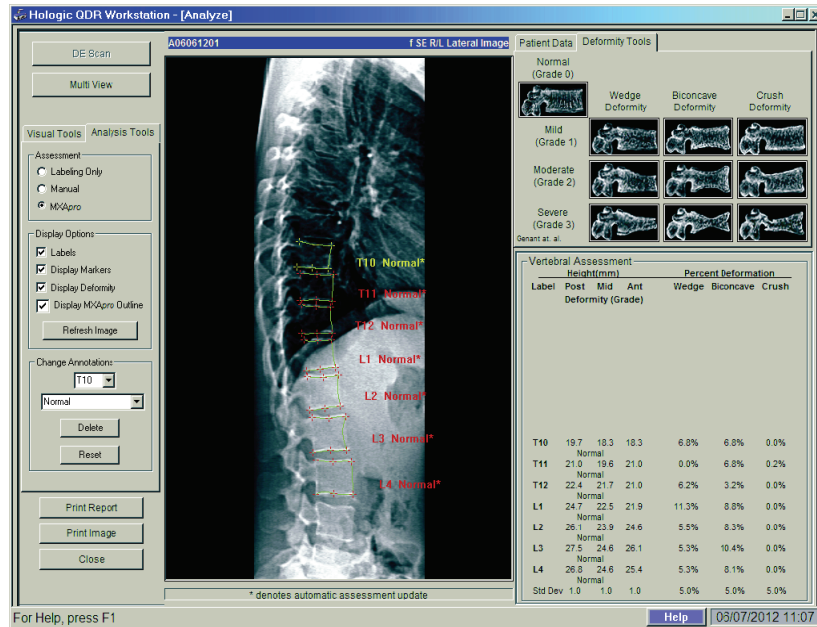 Hologic QDR Workstation - [Analyze]
DE Scan
Multi View
Visual Tools
Analysis Tools
Assessment
Labeling Only
Manual
MXApro
Display Options
Labels
Display Markers
Display Deformity
Display MXApro Outline
Refresh Image
Change Annotations
T10
Normal
Delete
Reset
Print Report
Print Image
Close
A06061201 f SE R/L Lateral Image
T10 Normal*
T11 Normal*
T12 Normal*
L1 Normal*
L2 Normal*
L3 Normal*
L4 Normal*
* denotes automatic assessment update
Patient Data
Deformity Tools
Normal
(Grade 0)
Wedge
Deformity
Biconcave
Deformity
Crush
Deformity
Mild
(Grade 1)
Moderate
(Grade 2)
Severe
(Grade 3)
Genant at. al.
Vertebral Assessment
Height(mm) Percent Deformation
Label Post Mid Ant Wedge Biconcave Crush
Deformity (Grade)
T10 19.7 18.3 18.3 6.8% 6.8% 0.0%
Normal
T11 21.0 19.6 21.0 0.0% 6.8% 0.2%
Normal
T12 22.4 21.7 21.0 6.2% 3.2% 0.0%
Normal
L1 24.7 22.5 21.9 11.3% 8.8% 0.0%
Normal
L2 26.1 23.9 24.6 5.5% 8.3% 0.0%
Normal
L3 27.5 24.6 26.1 5.3% 10.4% 0.0%
Normal
L4 26.8 24.6 25.4 5.3% 8.1% 0.0%
Normal
Std Dev 1.0 1.0 1.0 5.0% 5.0% 5.0%
For Help, press F1
Help
06/07/2012 11:07